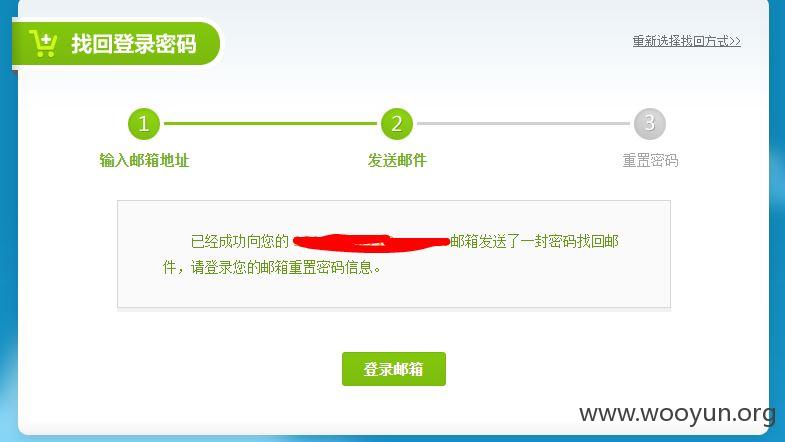 找回登录密码
重新选择找回方式>>
1
2
3
输入邮箱地址
发送邮件
重置密码
已经成功向您的
邮箱发送了一封密码找回邮
件，请登录您的邮箱重置密码信息。
登录邮箱
www.wooyun.org